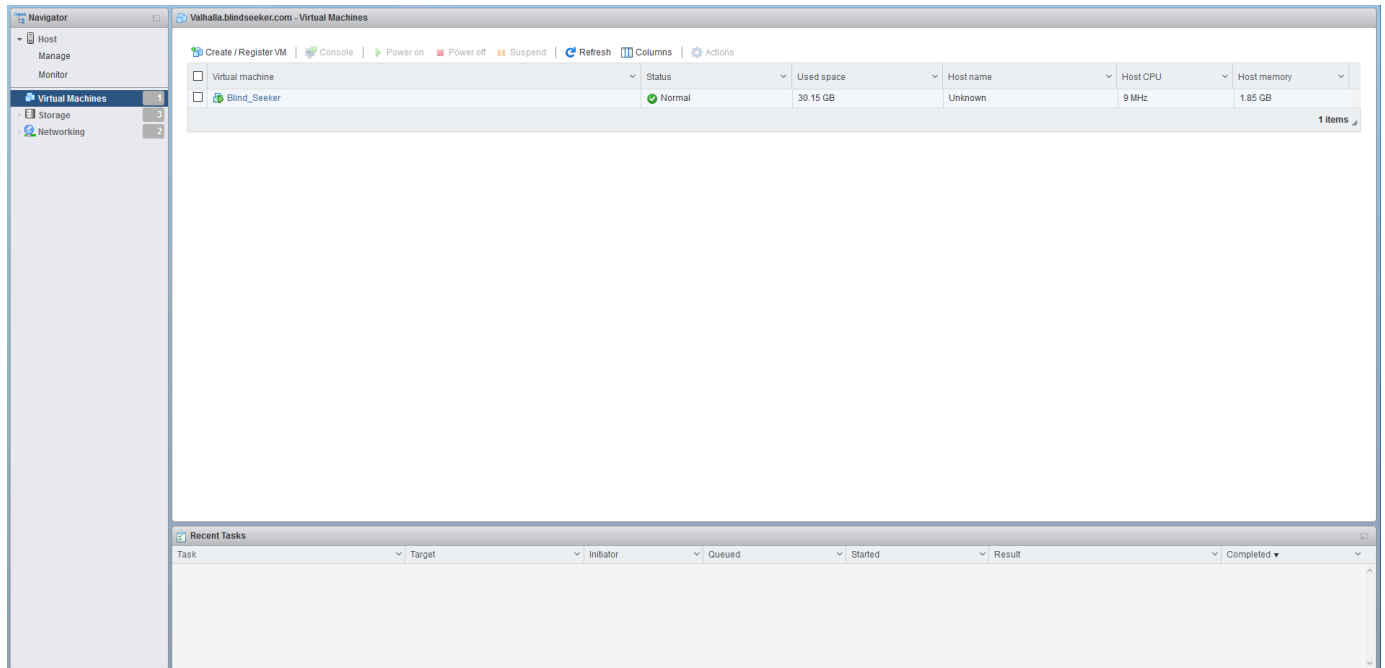 Navigator
Host
Manage
Monitor
Virtual Machines 1
Storage 3
Networking 2
Valhalla.blindseeker.com - Virtual Machines
Create / Register VM Console Power on Power off Suspend Refresh Columns Actions
Virtual machine Status Used space Host name Host CPU Host memory
Blind_Seeker Normal 30.15 GB Unknown 9 MHz 1.85 GB
1 items
Recent Tasks
Task Target Initiator Queued Started Result Completed